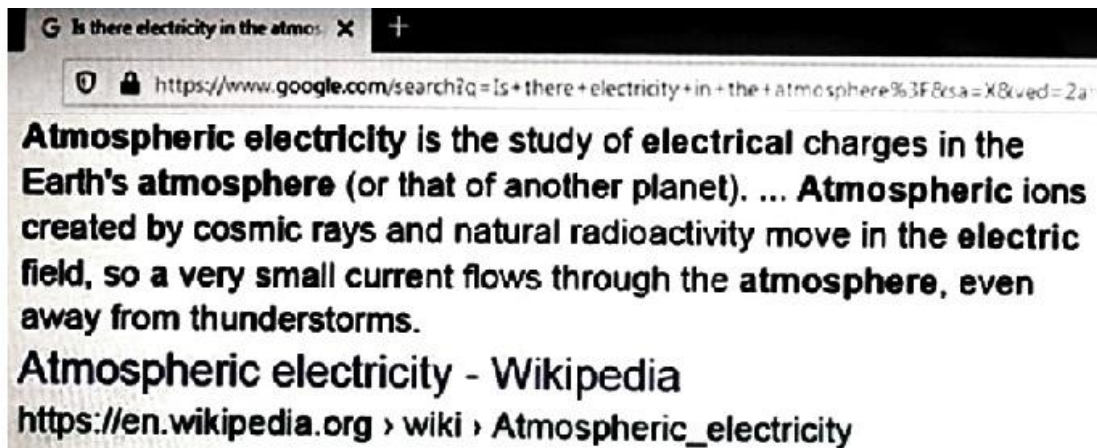 G Is there electricity in the atmos X +
https://www.google.com/search?q=Is+there+electricity+in+the+atmosphere%3F&sa=X&ved=2a
Atmospheric electricity is the study of electrical charges in the
Earth's atmosphere (or that of another planet). ... Atmospheric ions
created by cosmic rays and natural radioactivity move in the electric
field, so a very small current flows through the atmosphere, even
away from thunderstorms.
Atmospheric electricity - Wikipedia
https://en.wikipedia.org › wiki › Atmospheric_electricity